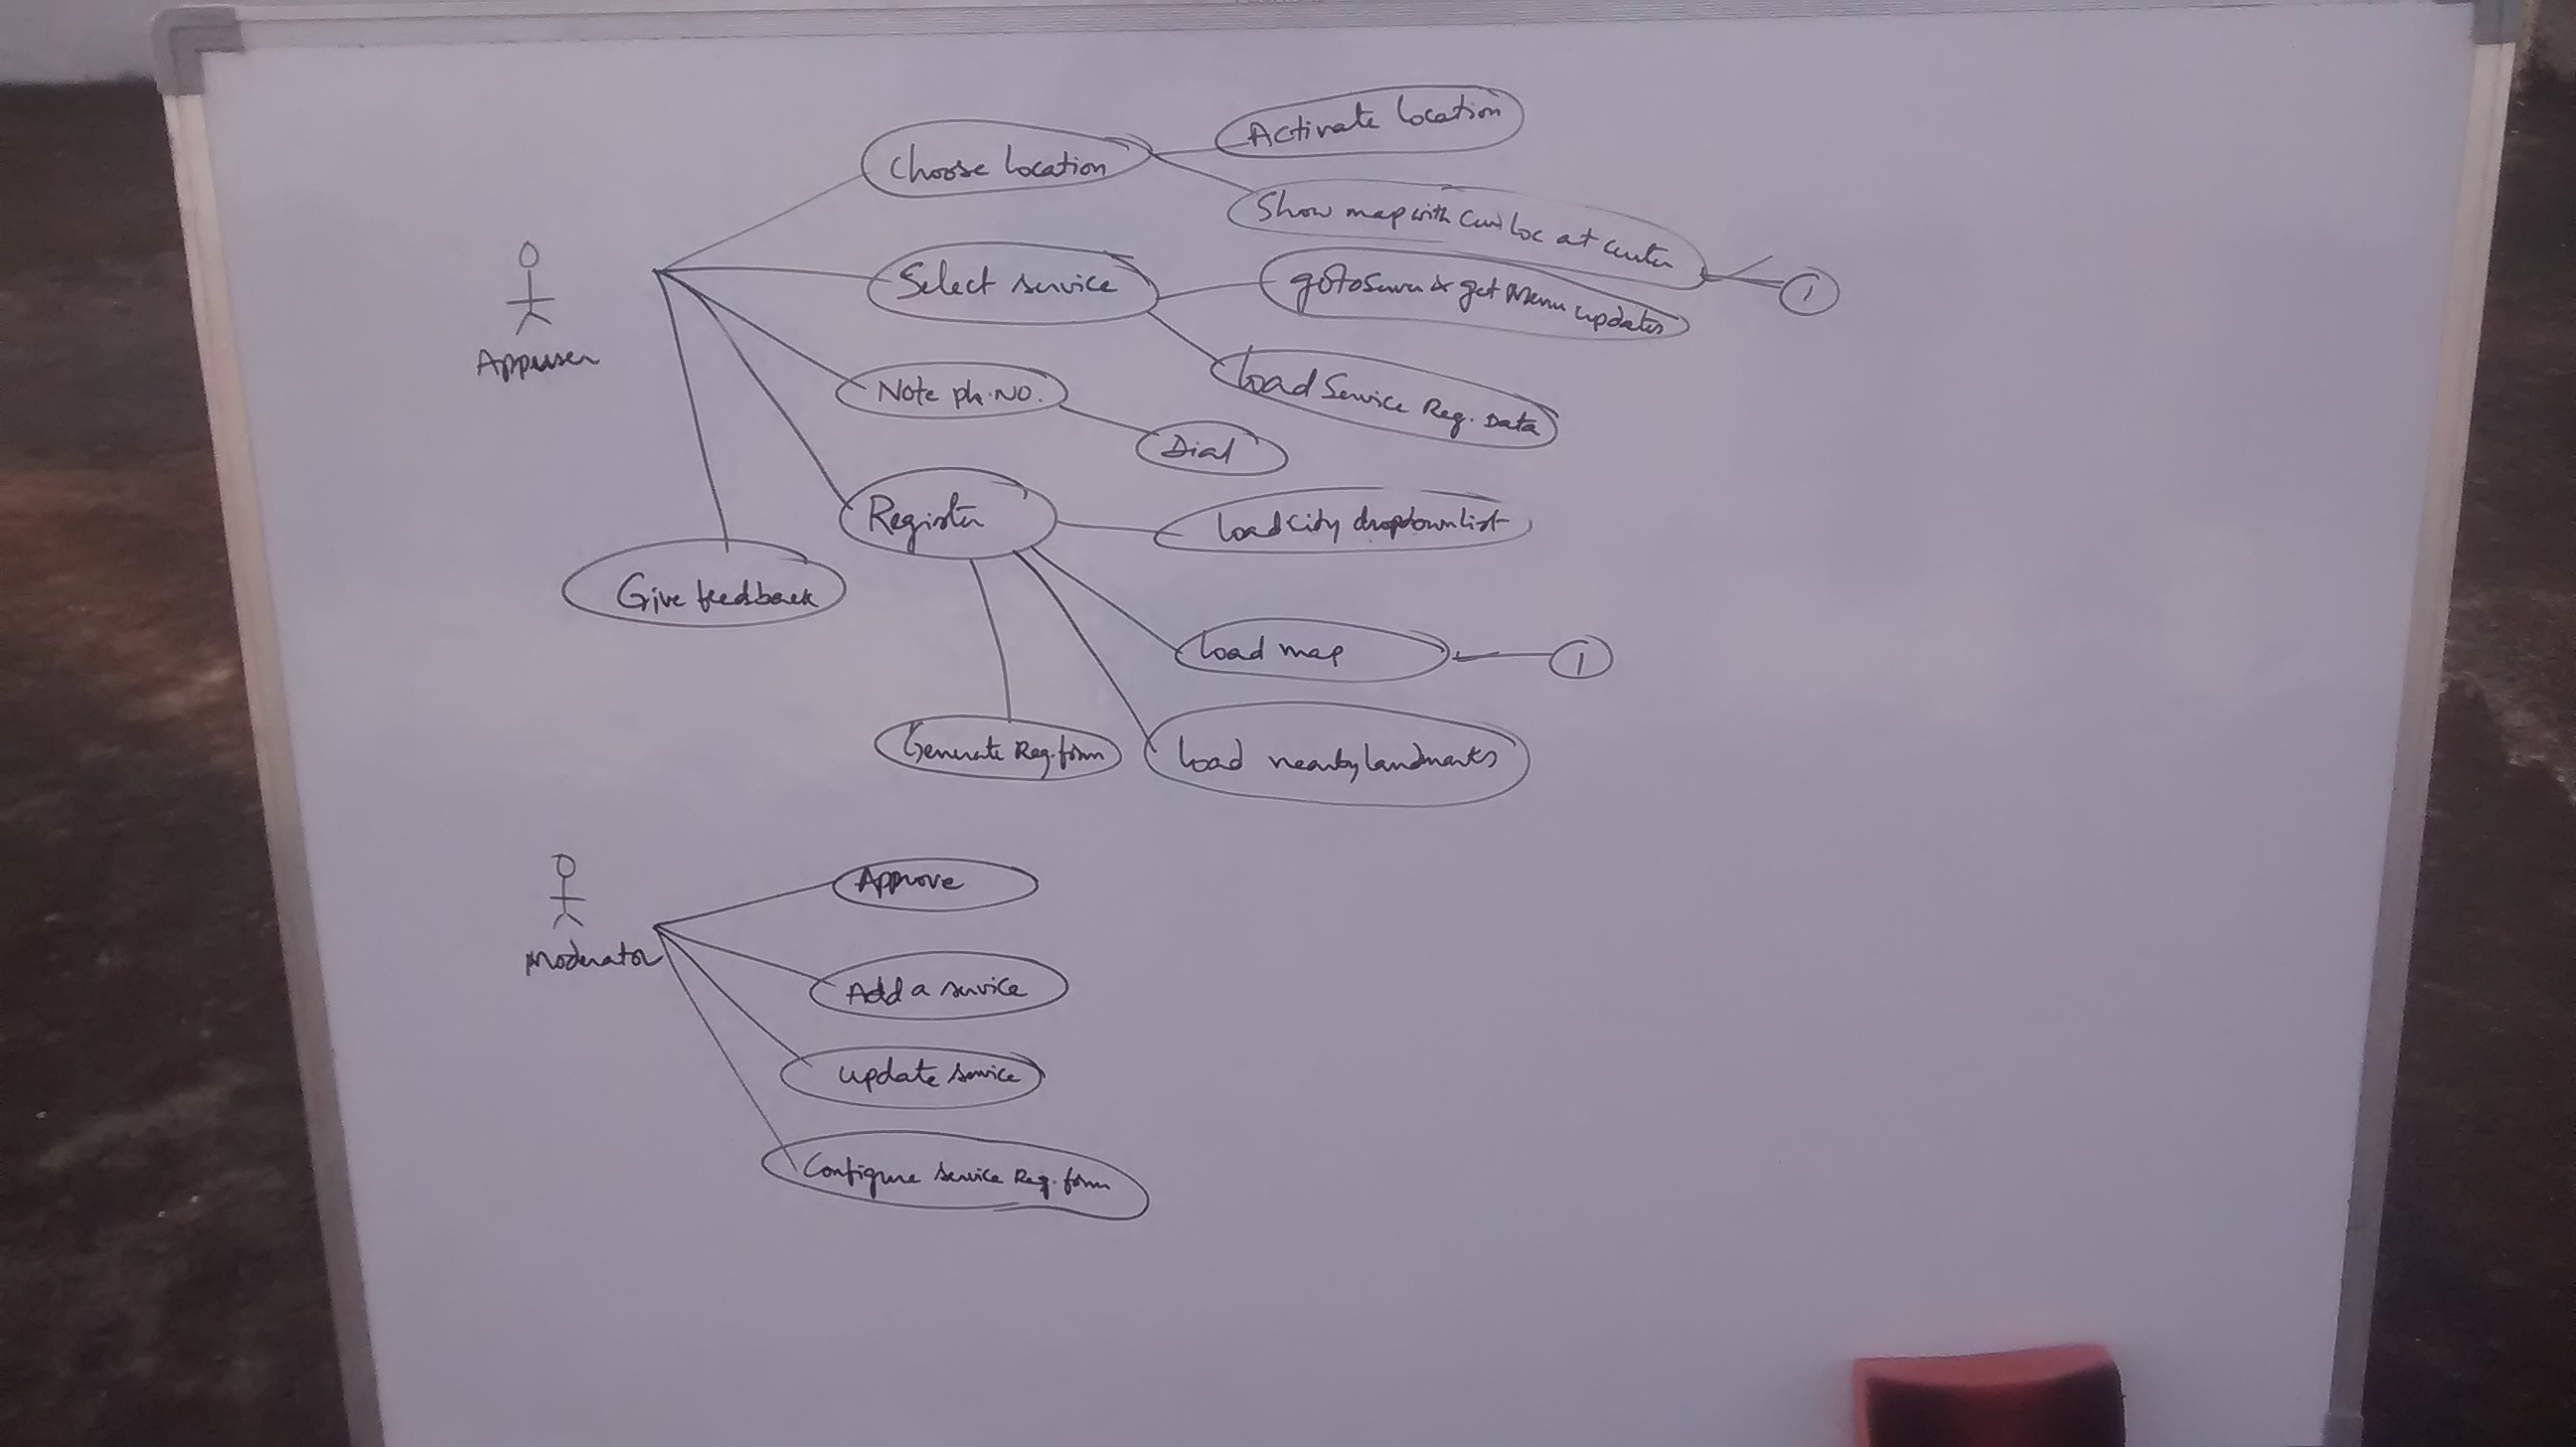 Activate location
Choose location
Show map with Curr Loc at center
Select service
goto Server & get Menu updates
1
Appuser
Note ph.NO.
Load Service Reg. Data
Dial
Register
load city dropdown list
Give feedback
Load map
1
Generate Reg. form
load nearby landmarks
Approve
Moderator
Add a service
update service
Configure service Reg. form